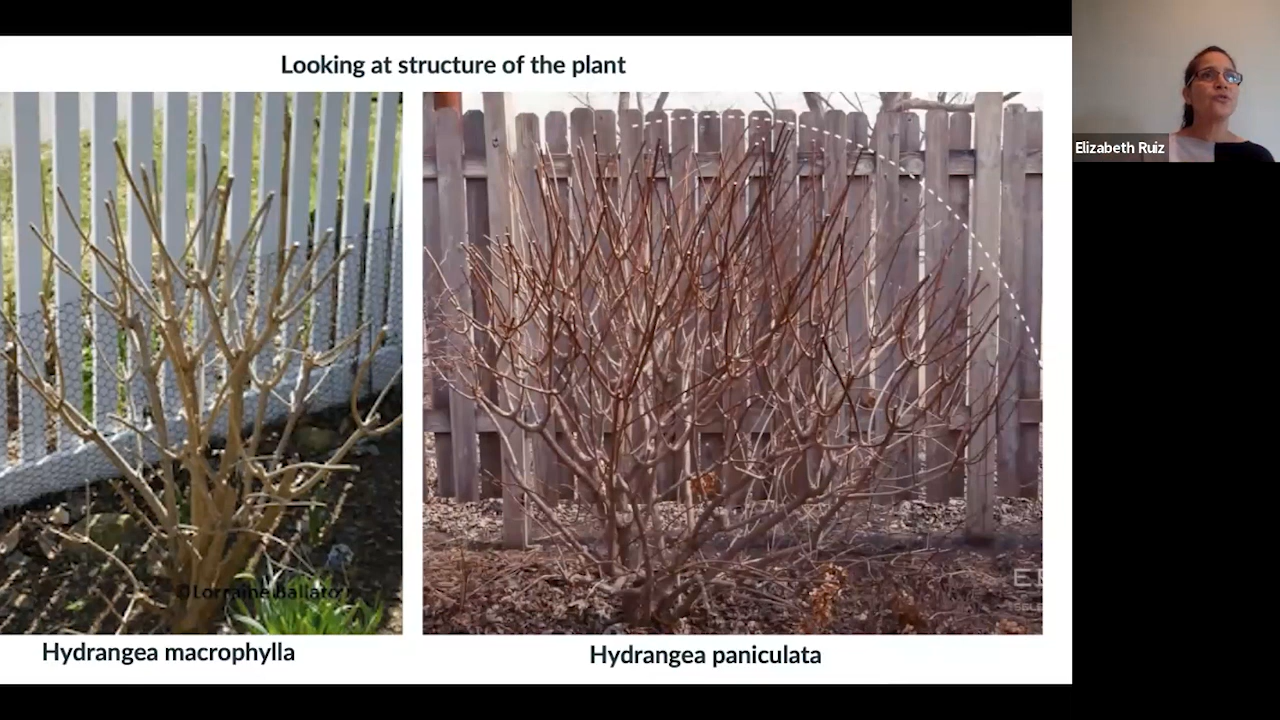 Looking at structure of the plant
Elizabeth Ruiz
©Lorraine Ballato
Hydrangea macrophylla
Hydrangea paniculata